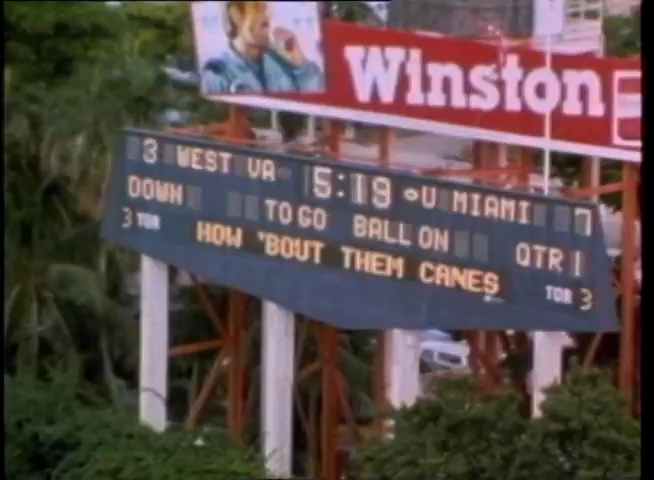 Winston
3 WEST VA 5:19 U MIAMI 7
DOWN TO GO BALL ON QTR 1
3 TOR HOW 'BOUT THEM CANES TOR 3